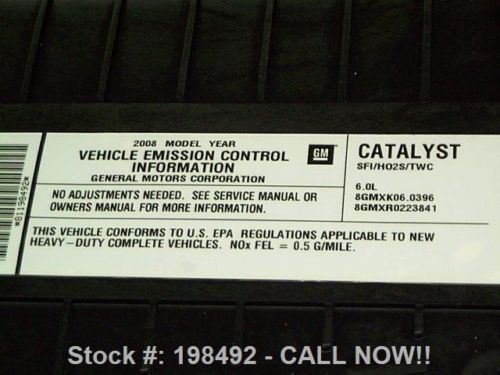 2008 MODEL YEAR
VEHICLE EMISSION CONTROL
INFORMATION
GENERAL MOTORS CORPORATION
GM
NO ADJUSTMENTS NEEDED. SEE SERVICE MANUAL OR
OWNERS MANUAL FOR MORE INFORMATION.
CATALYST
SFI/HO2S/TWC
6.0L
8GMXK06.0396
8GMXR0223841
THIS VEHICLE CONFORMS TO U.S. EPA REGULATIONS APPLICABLE TO NEW
HEAVY-DUTY COMPLETE VEHICLES. NOx FEL = 0.5 G/MILE.
*81198492*
Stock #: 198492 - CALL NOW!!